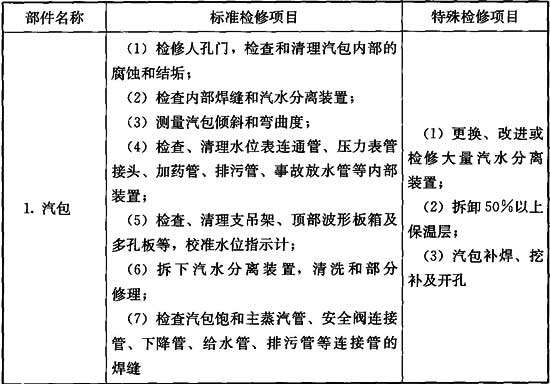 部件名称
标准检修项目
特殊检修项目
1. 汽包
（1）检修人孔门，检查和清理汽包内部的
腐蚀和结垢；
（2）检查内部焊缝和汽水分离装置；
（3）测量汽包倾斜和弯曲度；
（4）检查、清理水位表连通管、压力表管
接头、加药管、排污管、事故放水管等内部
装置；
（5）检查、清理支吊架、顶部波形板箱及
多孔板等，校准水位指示计；
（6）拆下汽水分离装置，清洗和部分
修理；
（7）检查汽包饱和主蒸汽管、安全阀连接
管、下降管、给水管、排污管等连接管的
焊缝
（1）更换、改进或
检修大量汽水分离
装置；
（2）拆卸50%以上
保温层；
（3）汽包补焊、挖
补及开孔